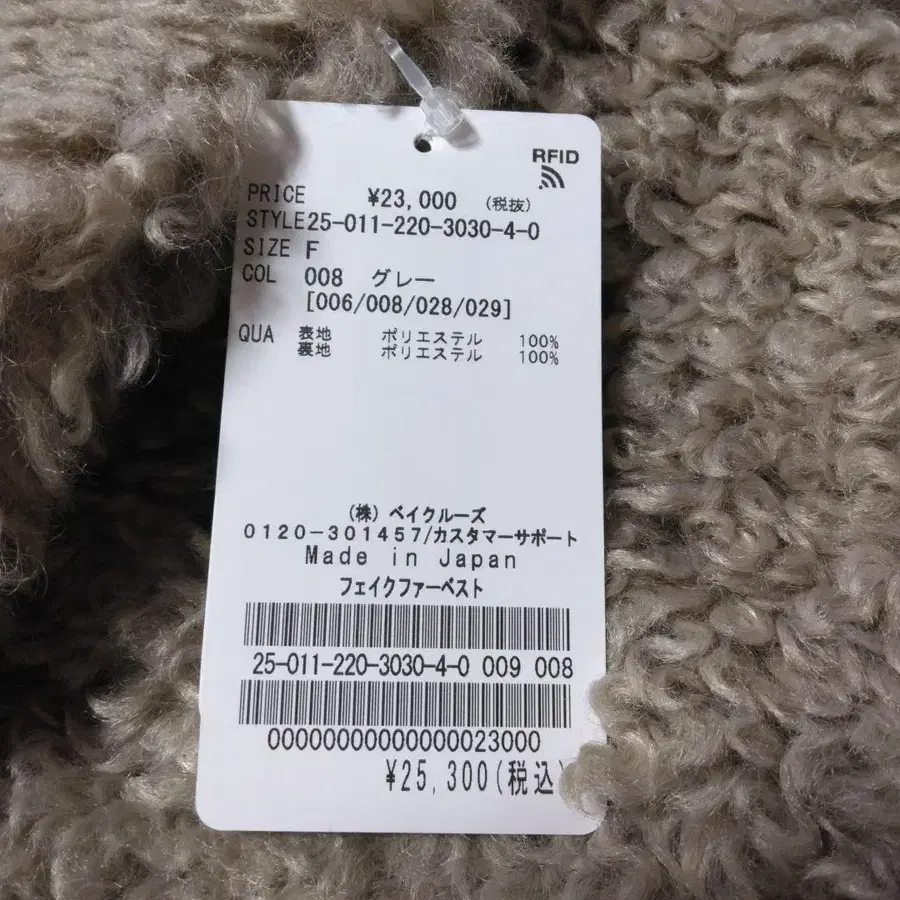 RFID
PRICE ¥23,000 (税抜)
STYLE25-011-220-3030-4-0
SIZE F
COL 008 グレー
[006/008/028/029]
QUA 表地 ポリエステル 100%
裏地 ポリエステル 100%
(株)ベイクルーズ
0120-301457/カスタマーサポート
Made in Japan
フェイクファーベスト
25-011-220-3030-4-0 009 008
00000000000000023000
¥25,300(税込)